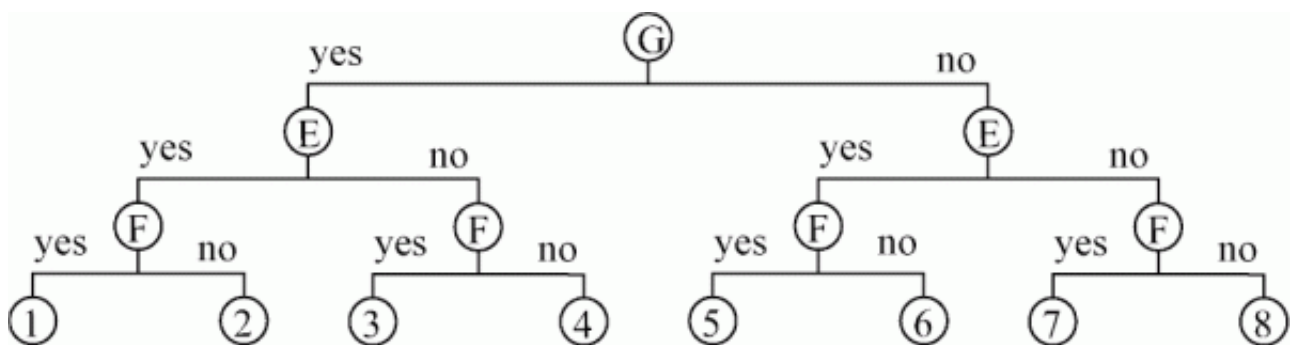 G
yes no
E E
yes no yes no
F F F F
yes no yes no yes no yes no
1 2 3 4 5 6 7 8